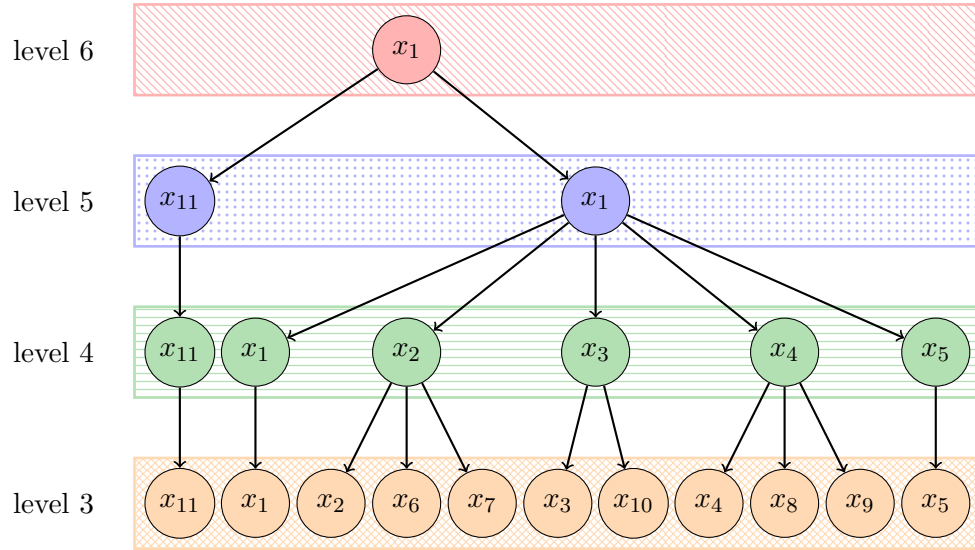 level 6 x₁
level 5 x₁₁ x₁
level 4 x₁₁ x₁ x₂ x₃ x₄ x₅
level 3 x₁₁ x₁ x₂ x₆ x₇ x₃ x₁₀ x₄ x₈ x₉ x₅